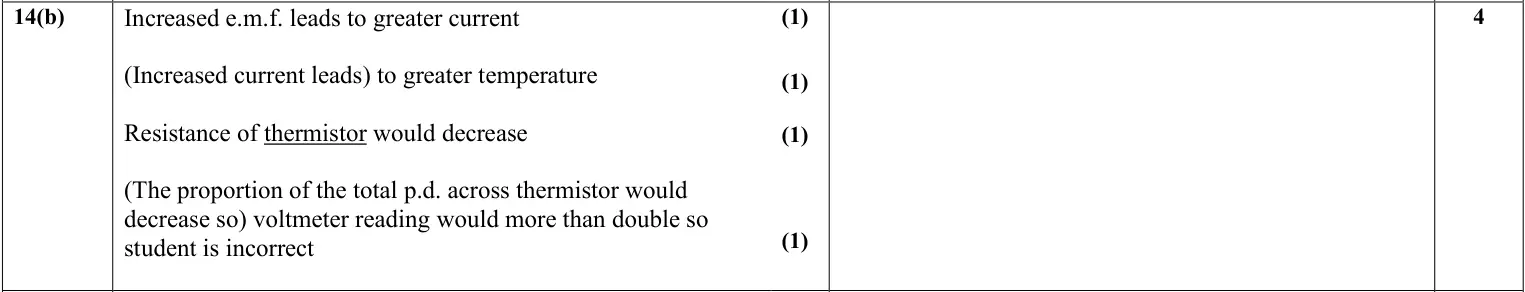 14(b) Increased e.m.f. leads to greater current (1) 4
(Increased current leads) to greater temperature (1)
Resistance of thermistor would decrease (1)
(The proportion of the total p.d. across thermistor would
decrease so) voltmeter reading would more than double so
student is incorrect (1)